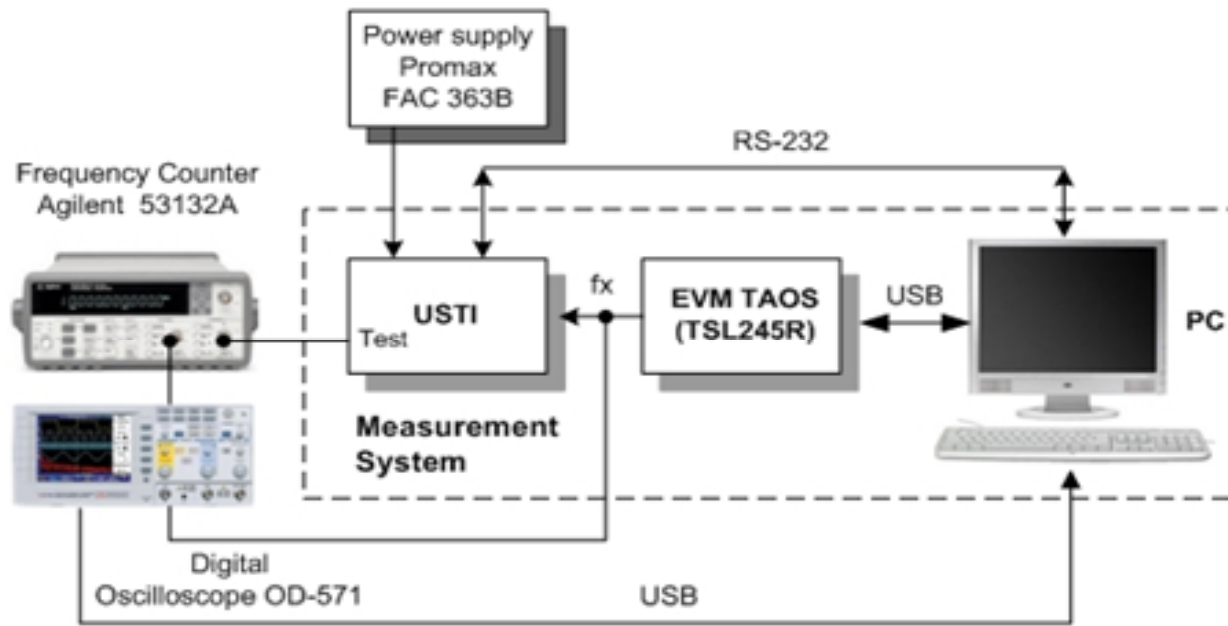 Power supply
Promax
FAC 363B
RS-232
Frequency Counter
Agilent 53132A
fx
USTI
Test
EVM TAOS
(TSL245R)
USB
PC
Measurement
System
Digital
Oscilloscope OD-571
USB